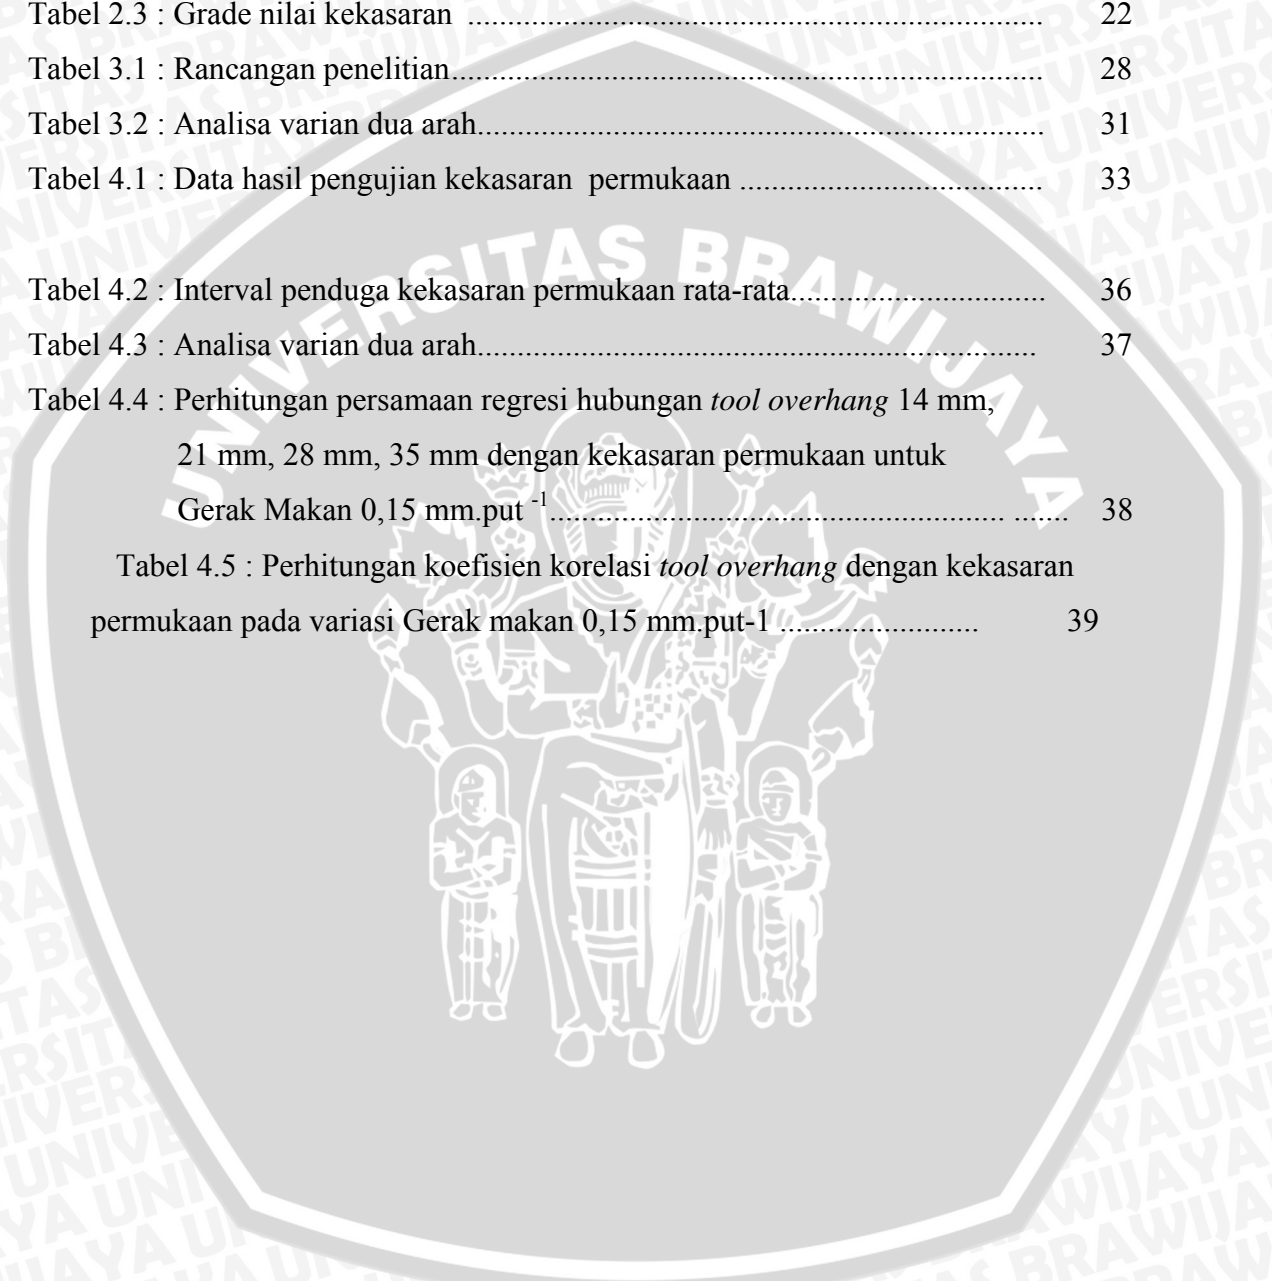 Tabel 2.3 : Grade nilai kekasaran ........................................................................ 22
Tabel 3.1 : Rancangan penelitian.......................................................................... 28
Tabel 3.2 : Analisa varian dua arah....................................................................... 31
Tabel 4.1 : Data hasil pengujian kekasaran permukaan ...................................... 33
Tabel 4.2 : Interval penduga kekasaran permukaan rata-rata................................ 36
Tabel 4.3 : Analisa varian dua arah...................................................................... 37
Tabel 4.4 : Perhitungan persamaan regresi hubungan tool overhang 14 mm,
21 mm, 28 mm, 35 mm dengan kekasaran permukaan untuk
Gerak Makan 0,15 mm.put -1......................................................... ....... 38
Tabel 4.5 : Perhitungan koefisien korelasi tool overhang dengan kekasaran
permukaan pada variasi Gerak makan 0,15 mm.put-1 ......................... 39
UNIVERSITAS BRAWIJAYA